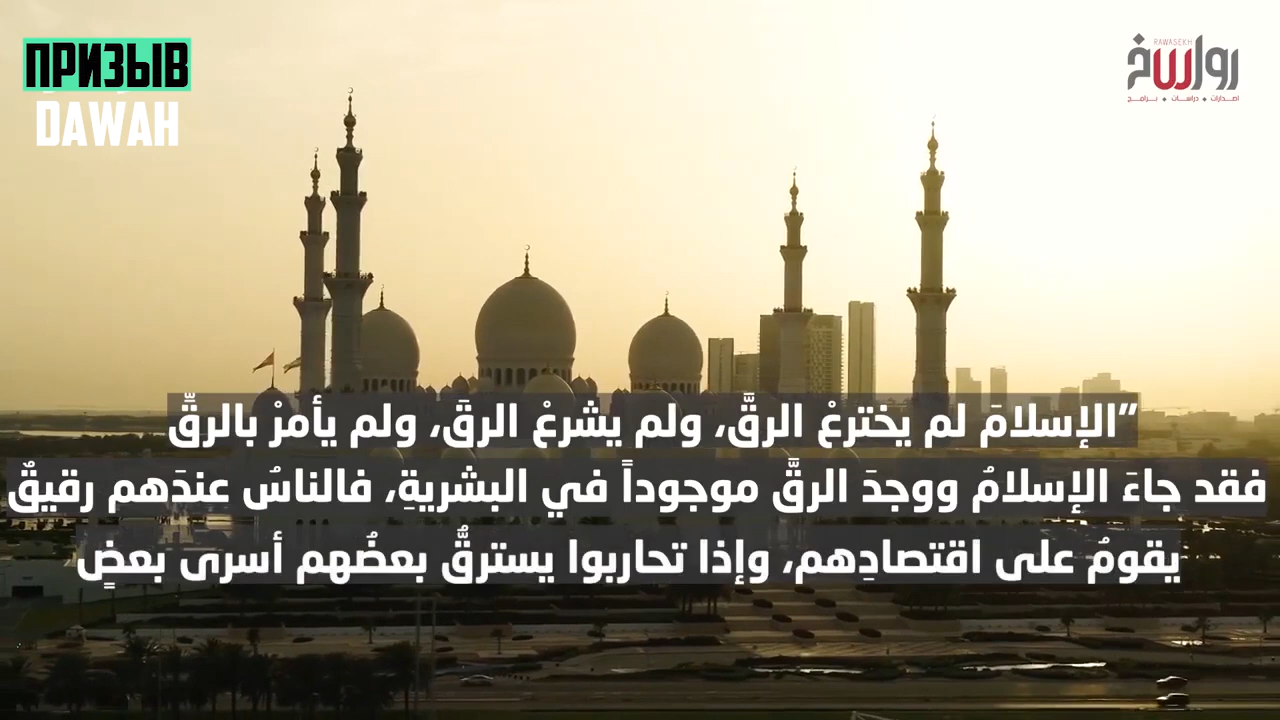 ПРИЗЫВ
DAWAH
RAWASEKH
رواسخ
اصدارات • دراسات • برامج
”الإسلامَ لم يخترعْ الرقَّ، ولم يشرعْ الرقَ، ولم يأمرْ بالرقِّ
فقد جاءَ الإسلامُ ووجدَ الرقَّ موجوداً في البشريةِ، فالناسُ عندَهم رقيقٌ
يقومُ على اقتصادِهم، وإذا تحاربوا يسترقُّ بعضُهم أسرى بعضٍ